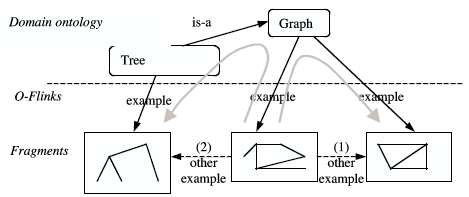 Domain ontology
is-a
Graph
Tree
O-Flinks
example
example
example
Fragments
(2)
other
example
(1)
other
example